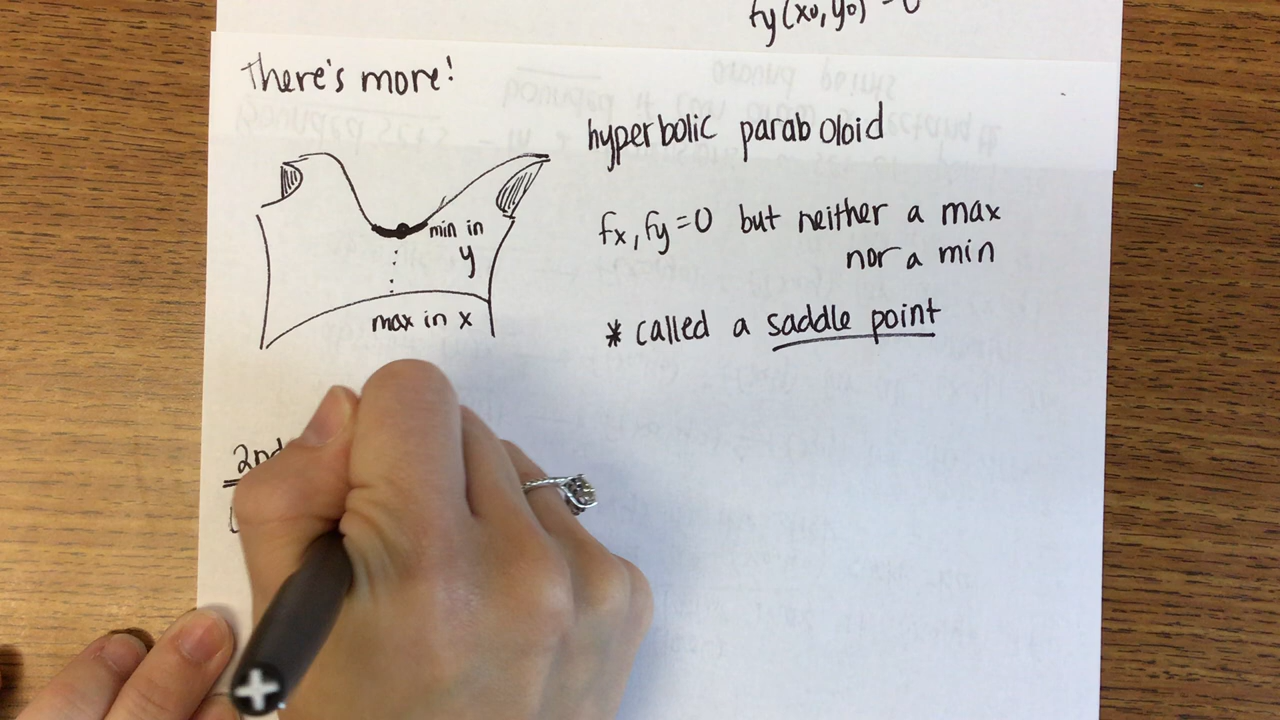 fy(x0,y0) = 0
There's more!
hyperbolic paraboloid
min in
y
max in x
fx, fy = 0 but neither a max
nor a min
* called a saddle point
2nd